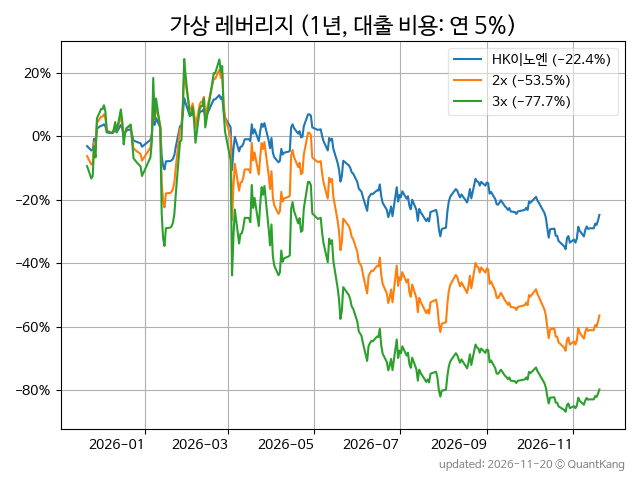 가상 레버리지 (1년, 대출 비용: 연 5%)
HK이노엔 (-22.4%)
2x (-53.5%)
3x (-77.7%)
20%
0%
−20%
−40%
−60%
−80%
2026-01 2026-03 2026-05 2026-07 2026-09 2026-11
updated: 2026-11-20 © QuantKang